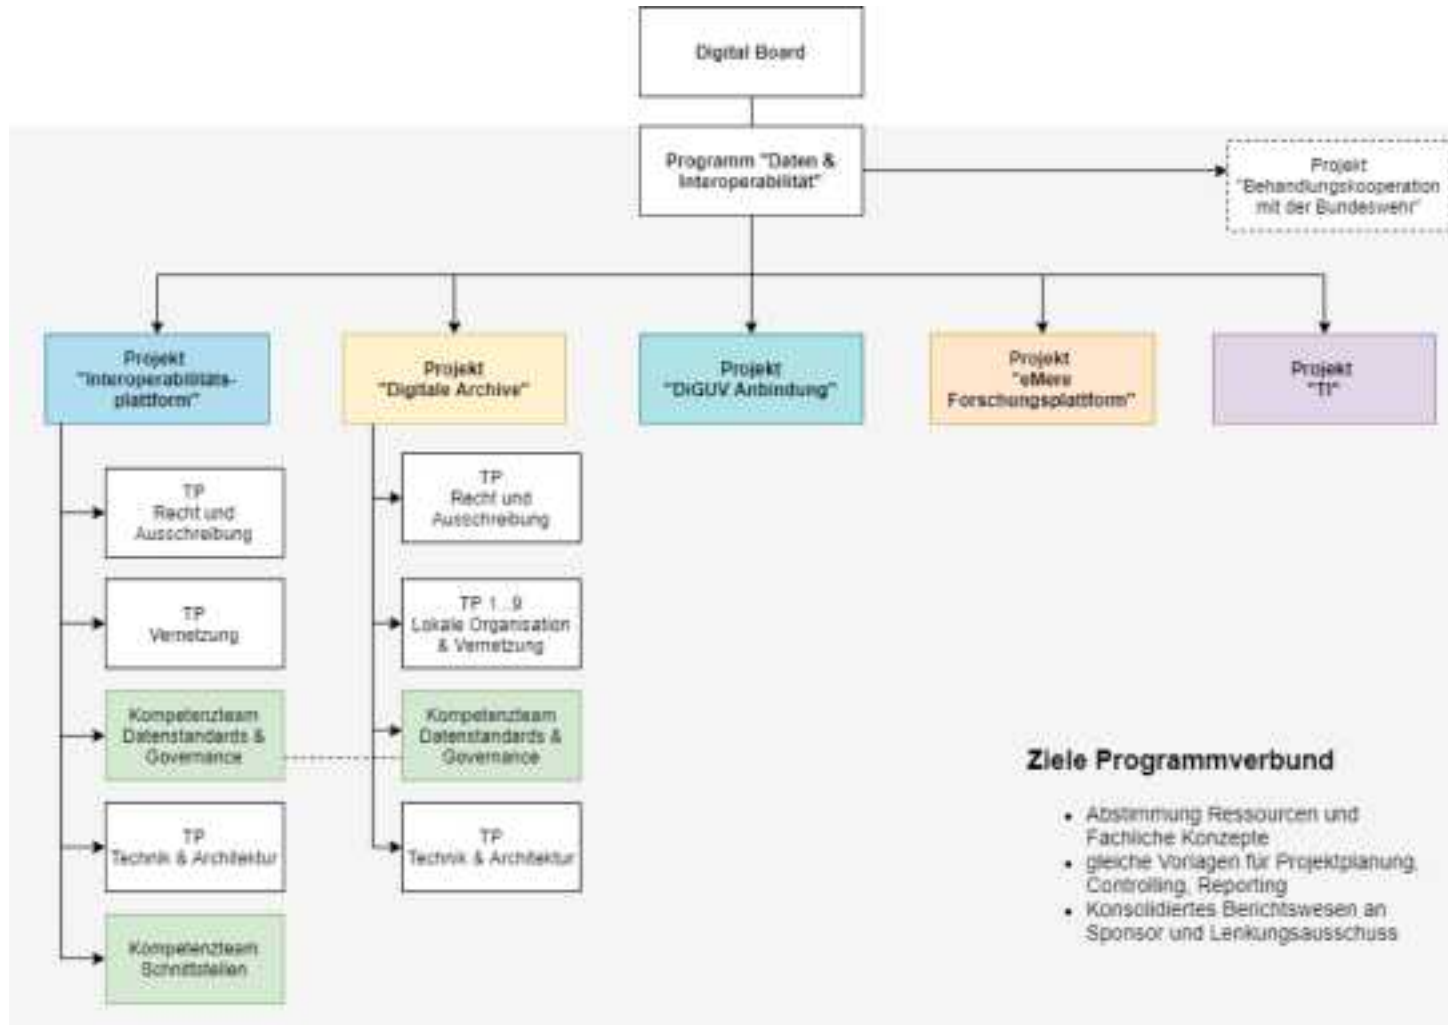 Digital Board
Programm "Daten &
Interoperabilität"
Projekt
"Behandlungskooperation
mit der Bundeswehr"
Projekt
"Interoperabilitäts-
plattform"
Projekt
"Digitale Archive"
Projekt
"DiGUV Anbindung"
Projekt
"eMere
Forschungsplattform"
Projekt
"TI"
TP
Recht und
Ausschreibung
TP
Vernetzung
Kompetenzteam
Datenstandards &
Governance
TP
Technik & Architektur
Kompetenzteam
Schnittstellen
TP
Recht und
Ausschreibung
TP 1...9
Lokale Organisation
& Vernetzung
Kompetenzteam
Datenstandards &
Governance
TP
Technik & Architektur
Ziele Programmverbund
• Abstimmung Ressourcen und
Fachliche Konzepte
• gleiche Vorlagen für Projektplanung,
Controlling, Reporting
• Konsolidiertes Berichtswesen an
Sponsor und Lenkungsausschuss